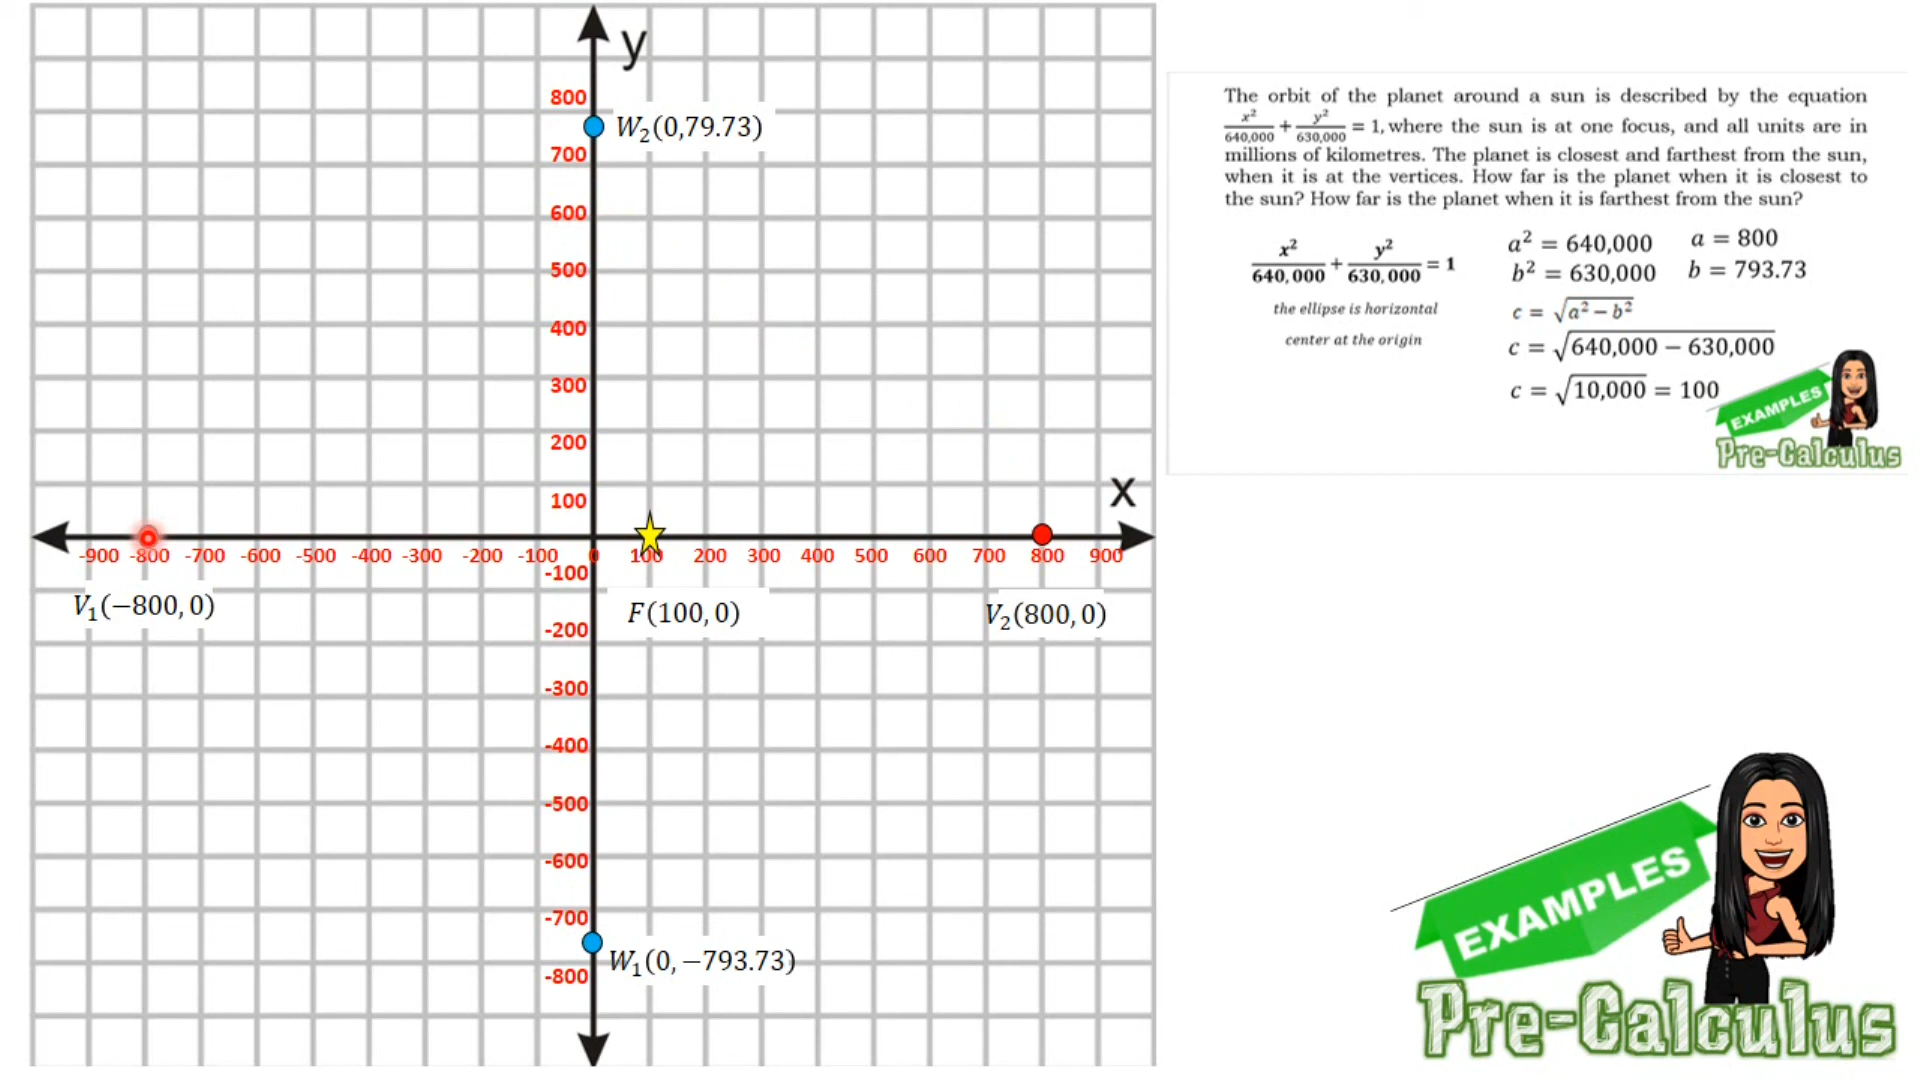 y
800
W₂(0,79.73)
700
600
500
400
300
200
100
x
-900 -800 -700 -600 -500 -400 -300 -200 -100 0 100 200 300 400 500 600 700 800 900
-100
V₁(−800, 0)
F(100, 0)
V₂(800, 0)
-200
-300
-400
-500
-600
-700
W₁(0, −793.73)
-800
The orbit of the planet around a sun is described by the equation
x²/640,000 + y²/630,000 = 1, where the sun is at one focus, and all units are in
millions of kilometres. The planet is closest and farthest from the sun,
when it is at the vertices. How far is the planet when it is closest to
the sun? How far is the planet when it is farthest from the sun?
x²/640,000 + y²/630,000 = 1
the ellipse is horizontal
center at the origin
a² = 640,000 a = 800
b² = 630,000 b = 793.73
c = √a² − b²
c = √640,000 − 630,000
c = √10,000 = 100
EXAMPLES
Pre-Calculus
EXAMPLES
Pre-Calculus